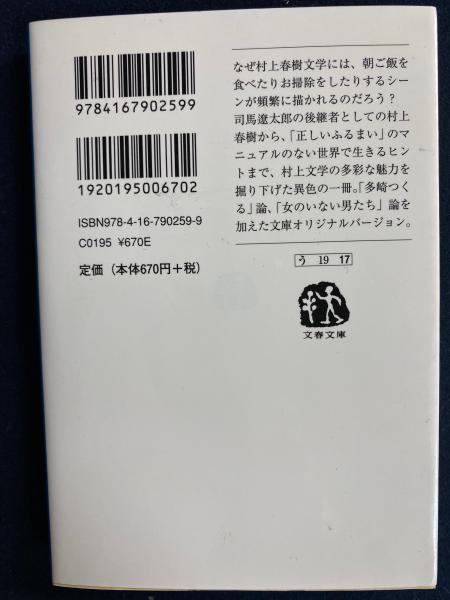 9784167902599
1920195006702
ISBN978-4-16-790259-9
C0195 ¥670E
定価（本体670円＋税）
なぜ村上春樹文学には、朝ご飯を
食べたりお掃除をしたりするシー
ンが頻繁に描かれるのだろう？
司馬遼太郎の後継者としての村上
春樹から、「正しいふるまい」のマ
ニュアルのない世界で生きるヒン
トまで、村上文学の多彩な魅力を
掘り下げた異色の一冊。「多崎つく
る」論、「女のいない男たち」論を
加えた文庫オリジナルバージョン。
う 19 17
文春文庫